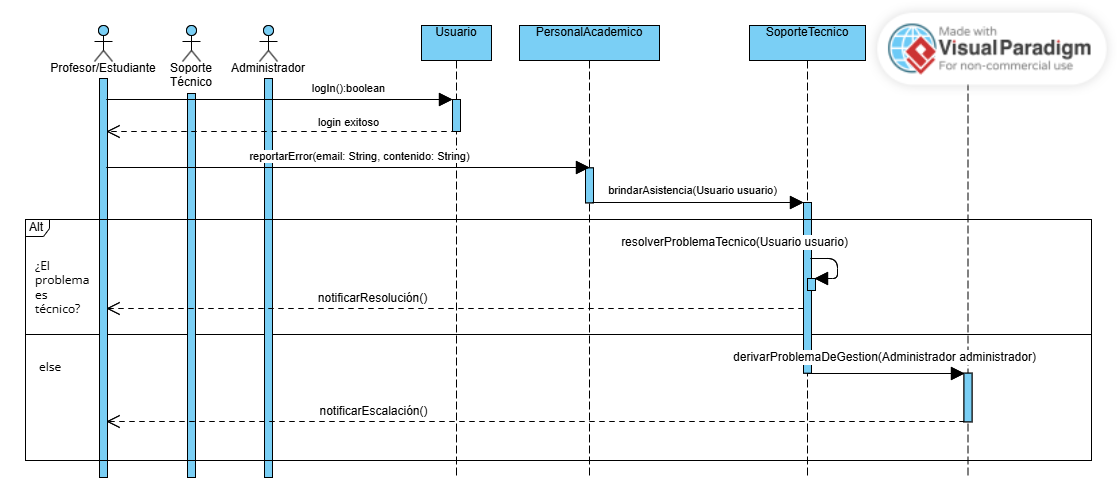 Usuario
PersonalAcademico
SoporteTecnico
Made with
Visual Paradigm
For non-commercial use
Profesor/Estudiante
Soporte
Técnico
Administrador
logIn():boolean
login exitoso
reportarError(email: String, contenido: String)
brindarAsistencia(Usuario usuario)
Alt
resolverProblemaTecnico(Usuario usuario)
¿El
problema
es
técnico?
notificarResolución()
derivarProblemaDeGestion(Administrador administrador)
else
notificarEscalación()